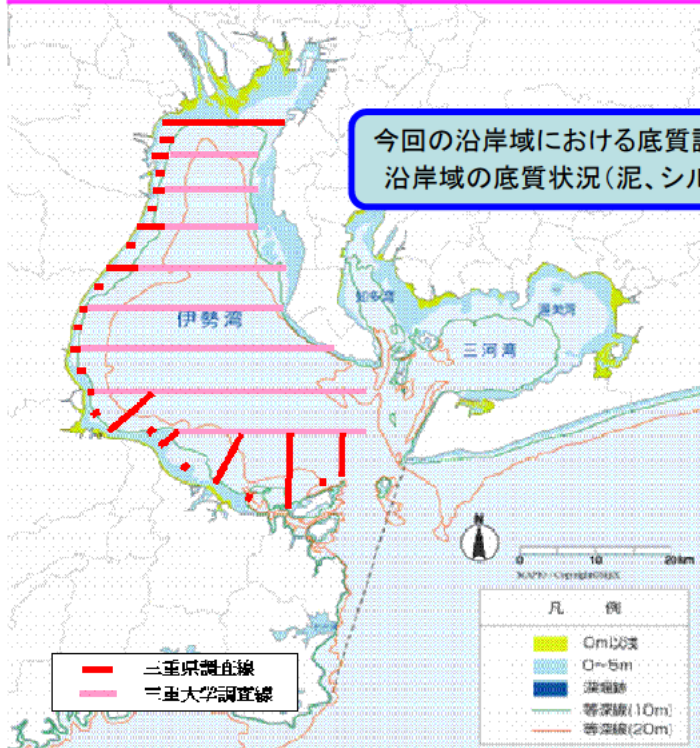 今回の沿岸域における底質
沿岸域の底質状況(泥、シル
伊勢湾
知多湾
渥美湾
三河湾
N
0 10 20km
凡 例
0m以浅
0~5m
深掘跡
等深線(10m)
等深線(20m)
三重県調査線
三重大学調査線